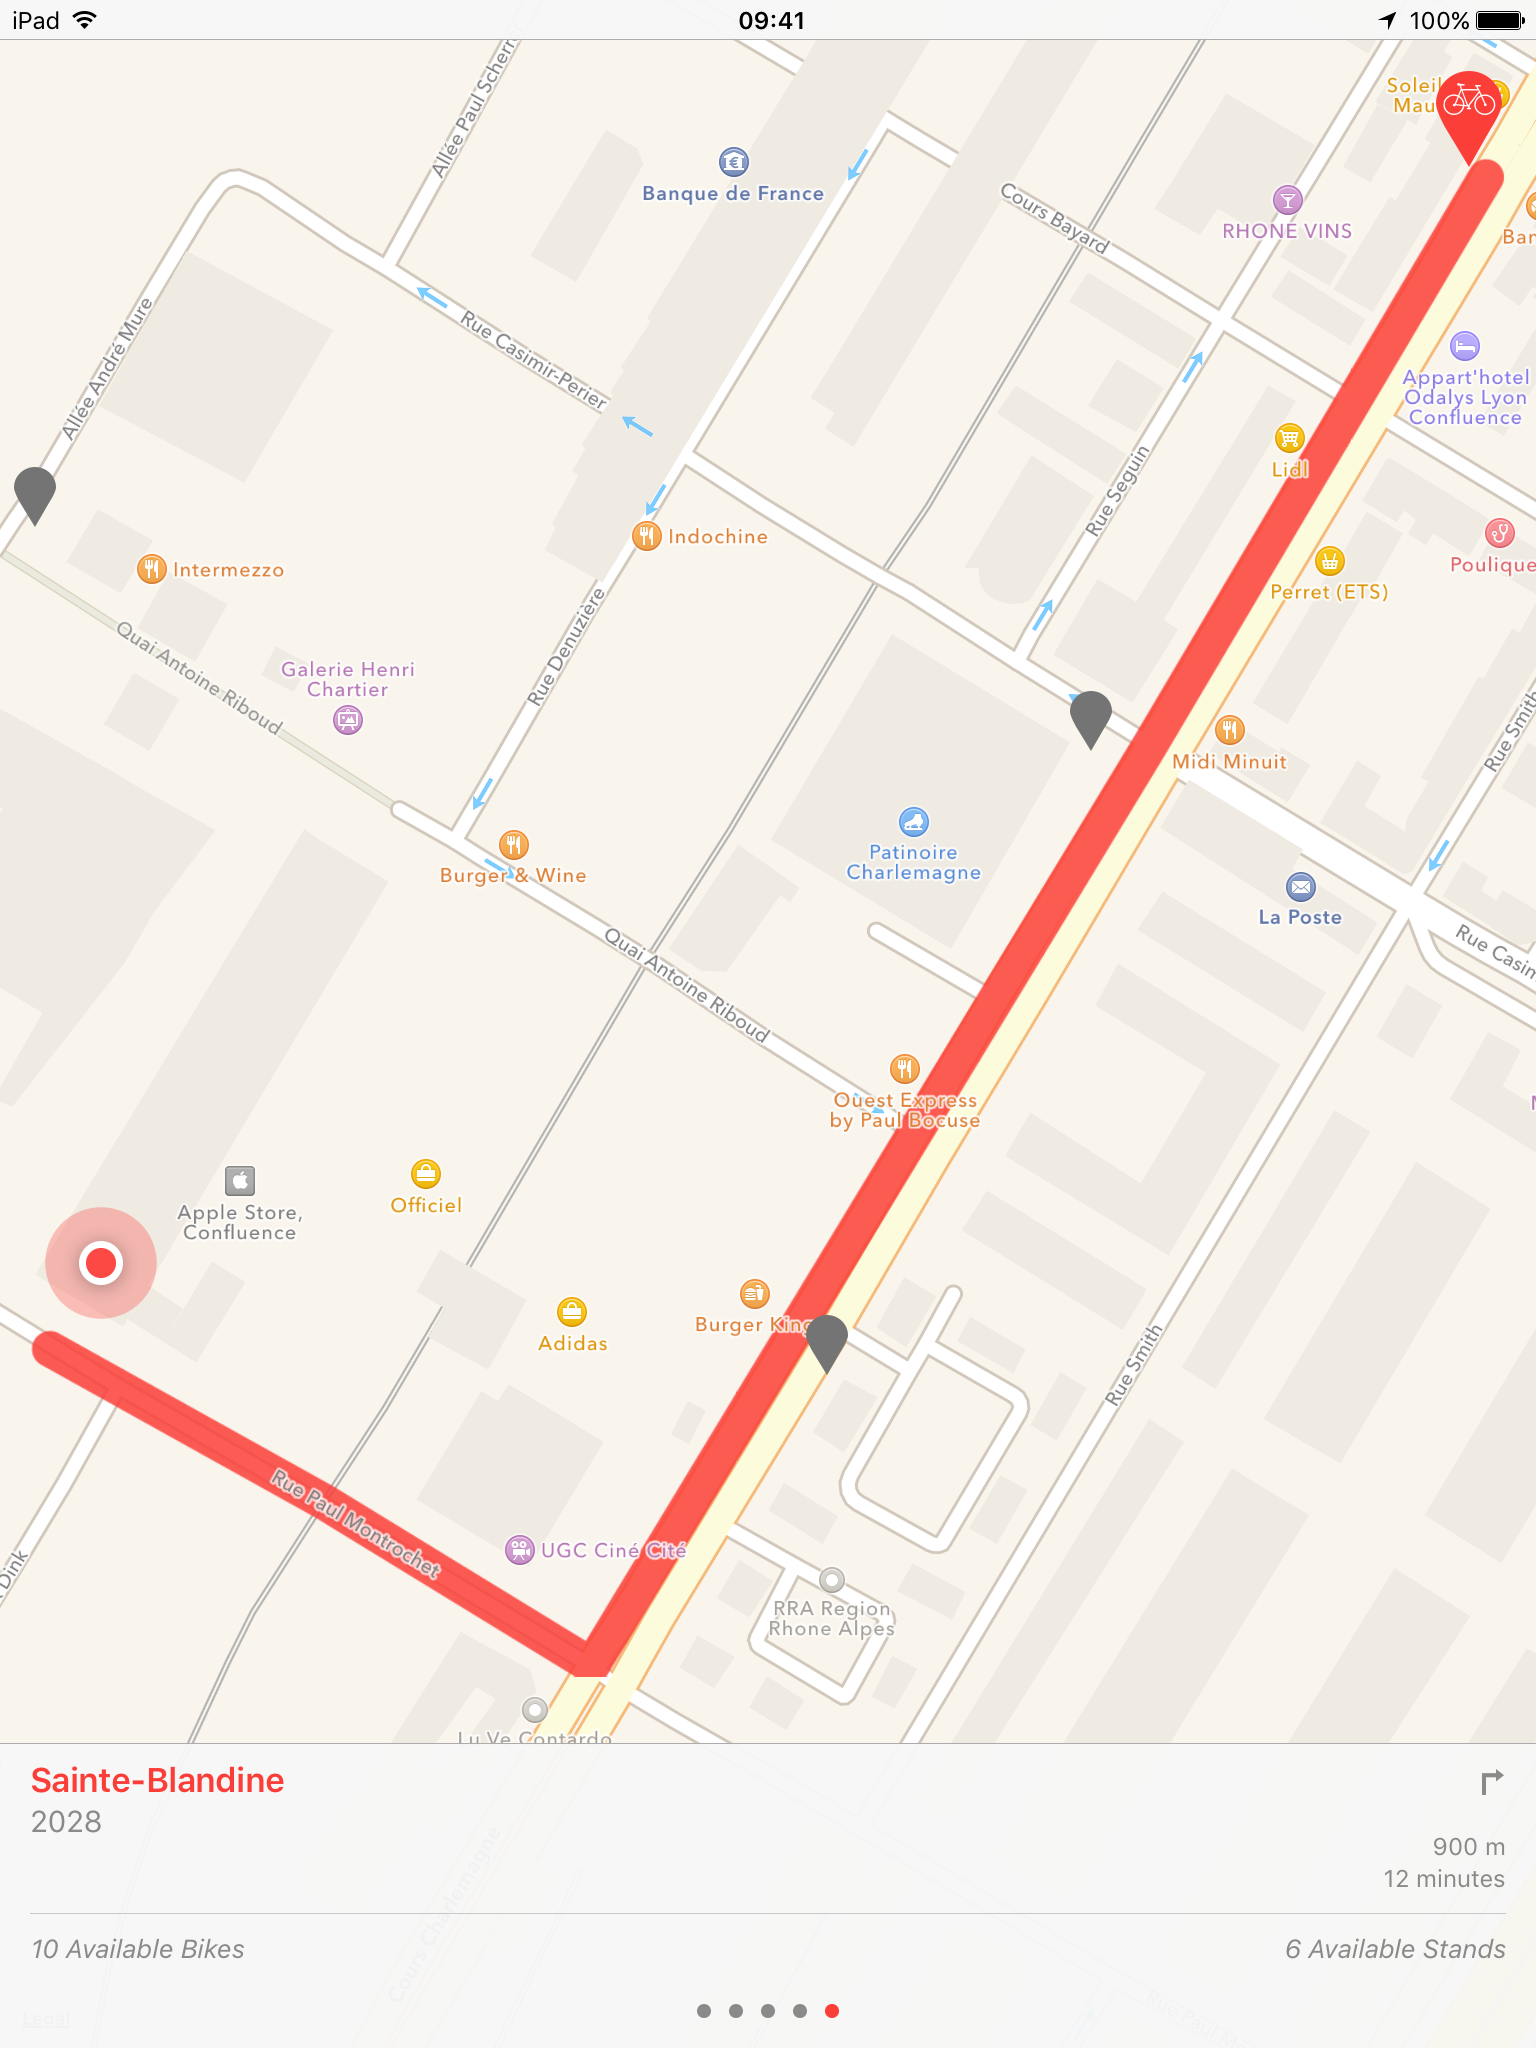 iPad
09:41
100%
Allée Paul Scherr
Soleil
Mau
Banque de France
Cours Bayard
RHONE VINS
Ban
Allée André Mure
Rue Casimir-Perier
Appart'hotel
Odalys Lyon
Confluence
Lidl
Rue Seguin
Indochine
Intermezzo
Perret (ETS)
Poulique
Quai Antoine Riboud
Galerie Henri
Chartier
Rue Denuzière
Rue Smith
Midi Minuit
Patinoire
Charlemagne
Burger & Wine
La Poste
Quai Antoine Riboud
Rue Casim
Ouest Express
by Paul Bocuse
Apple Store,
Confluence
Officiel
Burger King
Adidas
Rue Smith
Rue Paul Montrochet
UGC Ciné Cité
Dink
RRA Region
Rhone Alpes
Lu Ve Contardo
Sainte-Blandine
2028
900 m
12 minutes
Cours Charlemagne
10 Available Bikes
6 Available Stands
Legal